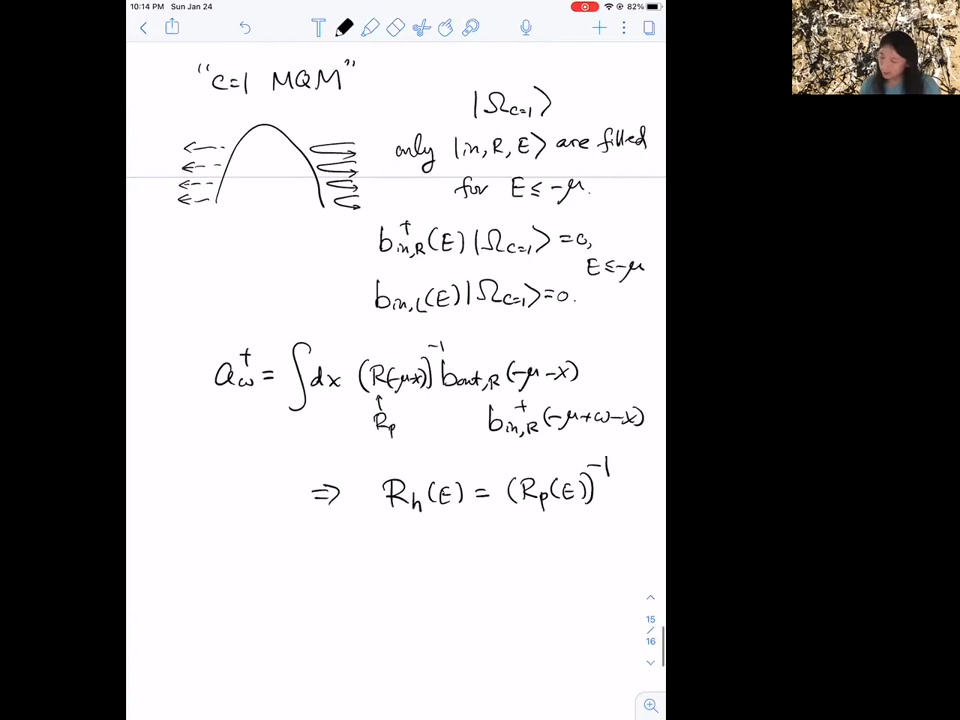 10:14 PM Sun Jan 24
82%
"c=1 MQM"
|Ω_{c=1}⟩
only |in, R, E⟩ are filled
for E ≤ -μ.
b†_{in,R}(E)|Ω_{c=1}⟩ = 0,
E ≤ -μ
b_{in,L}(E)|Ω_{c=1}⟩ = 0.
a†_ω = ∫dx (R(-μ-x))^{-1} b_{out,R}(-μ-x)
↑
R_p
b†_{in,R}(-μ+ω-x)
⇒ R_h(E) = (R_p(E))^{-1}
15
/
16